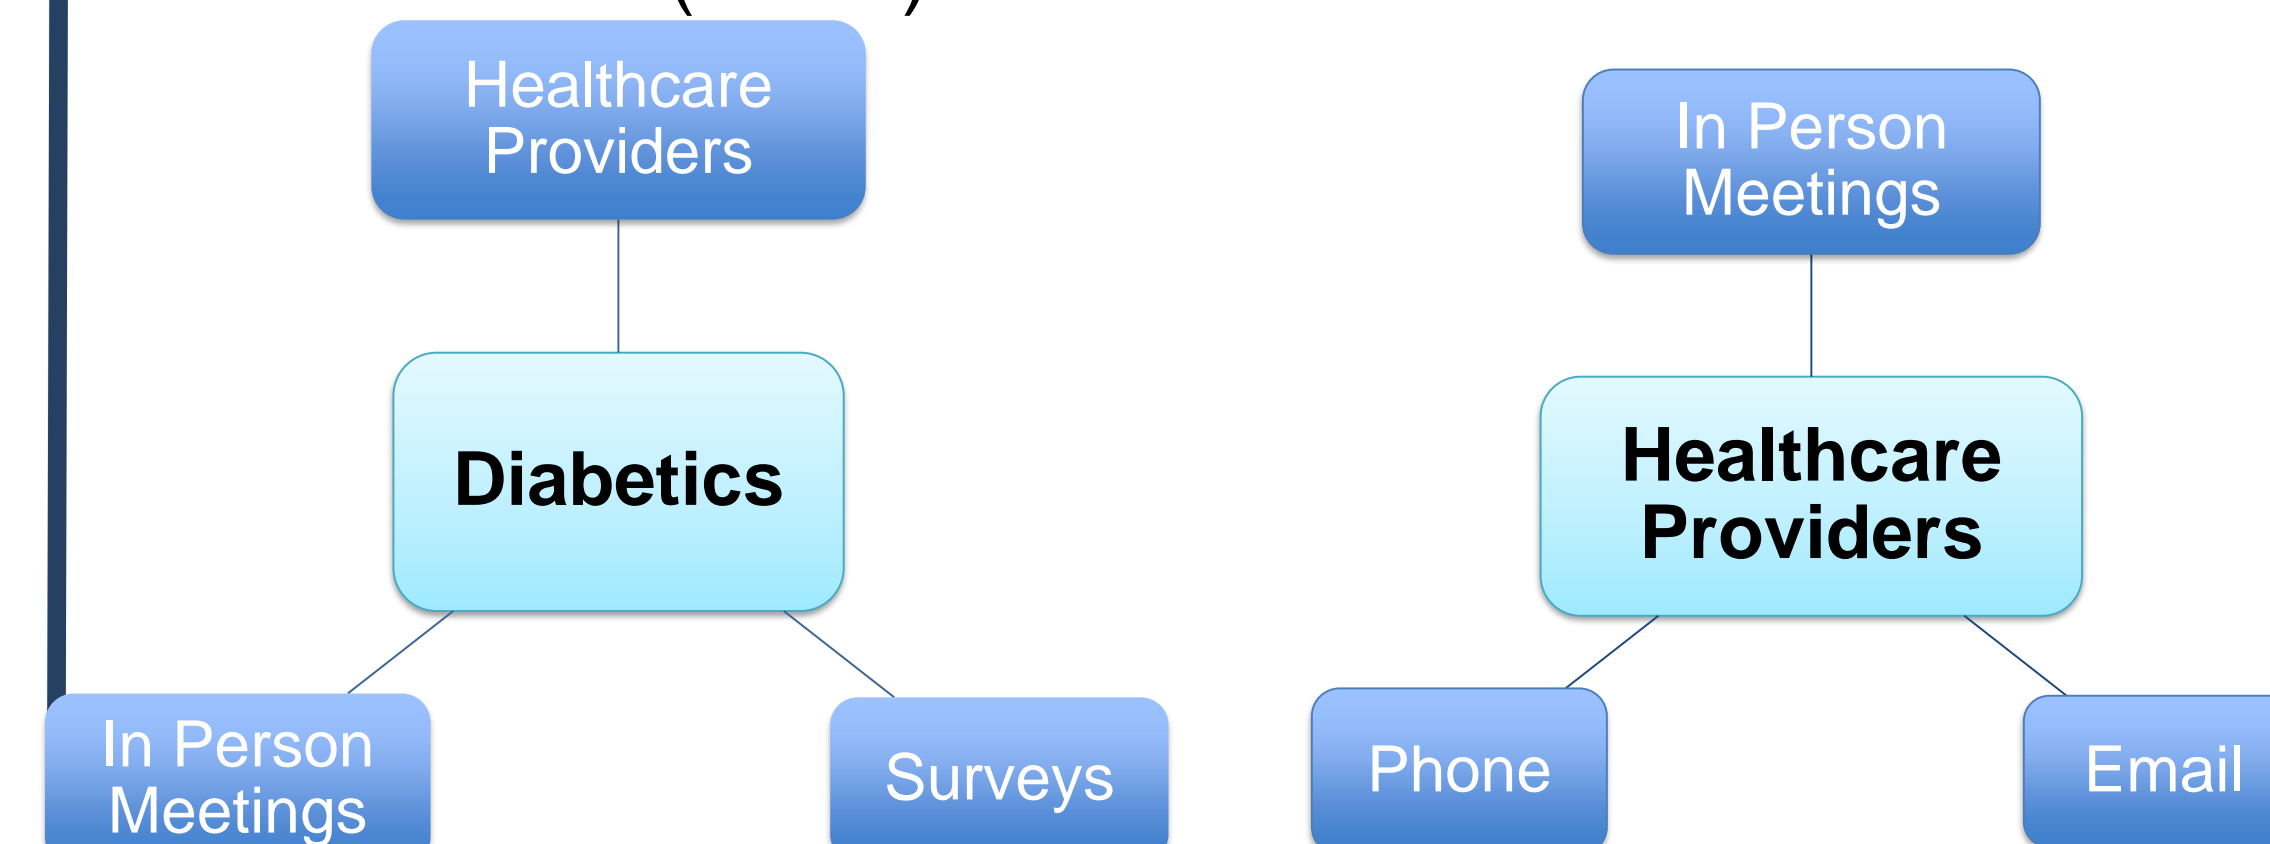 Healthcare
Providers
Diabetics
In Person
Meetings
Surveys
In Person
Meetings
Healthcare
Providers
Phone
Email